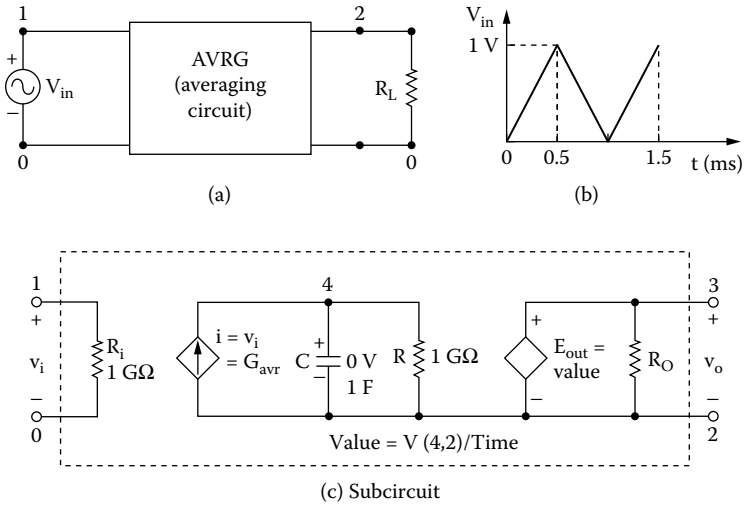 1
2
AVRG
(averaging
circuit)
+
V_in
−
R_L
0
0
(a)
V_in
1 V
0
0.5
1.5
t (ms)
(b)
1
+
v_i
−
0
R_i
1 GΩ
i = v_i
= G_avr
4
+
C
−
0 V
1 F
R
1 GΩ
+
E_out =
value
−
R_O
3
+
v_o
−
2
Value = V (4,2)/Time
(c) Subcircuit